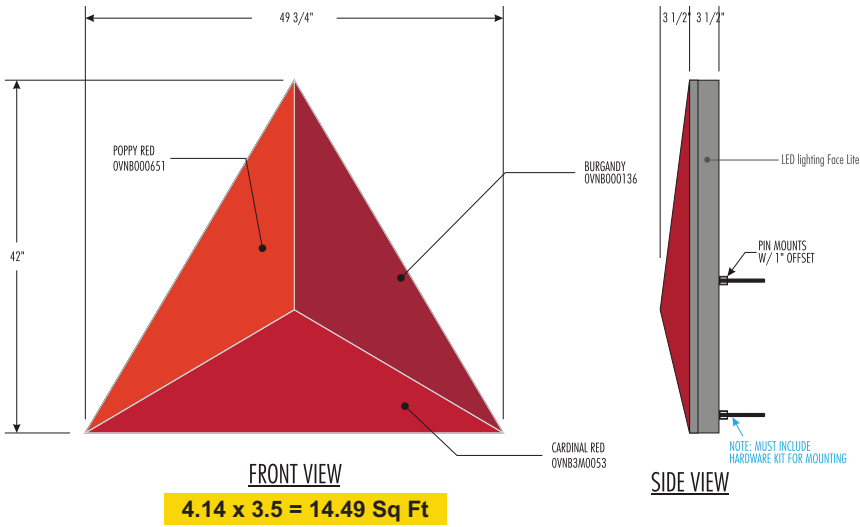 49 3/4"
3 1/2"
3 1/2"
POPPY RED
OVNB000651
BURGANDY
OVNB000136
LED lighting Face Lite
42"
PIN MOUNTS
W/ 1" OFFSET
CARDINAL RED
OVNB3M0053
NOTE: MUST INCLUDE
HARDWARE KIT FOR MOUNTING
FRONT VIEW
SIDE VIEW
4.14 x 3.5 = 14.49 Sq Ft